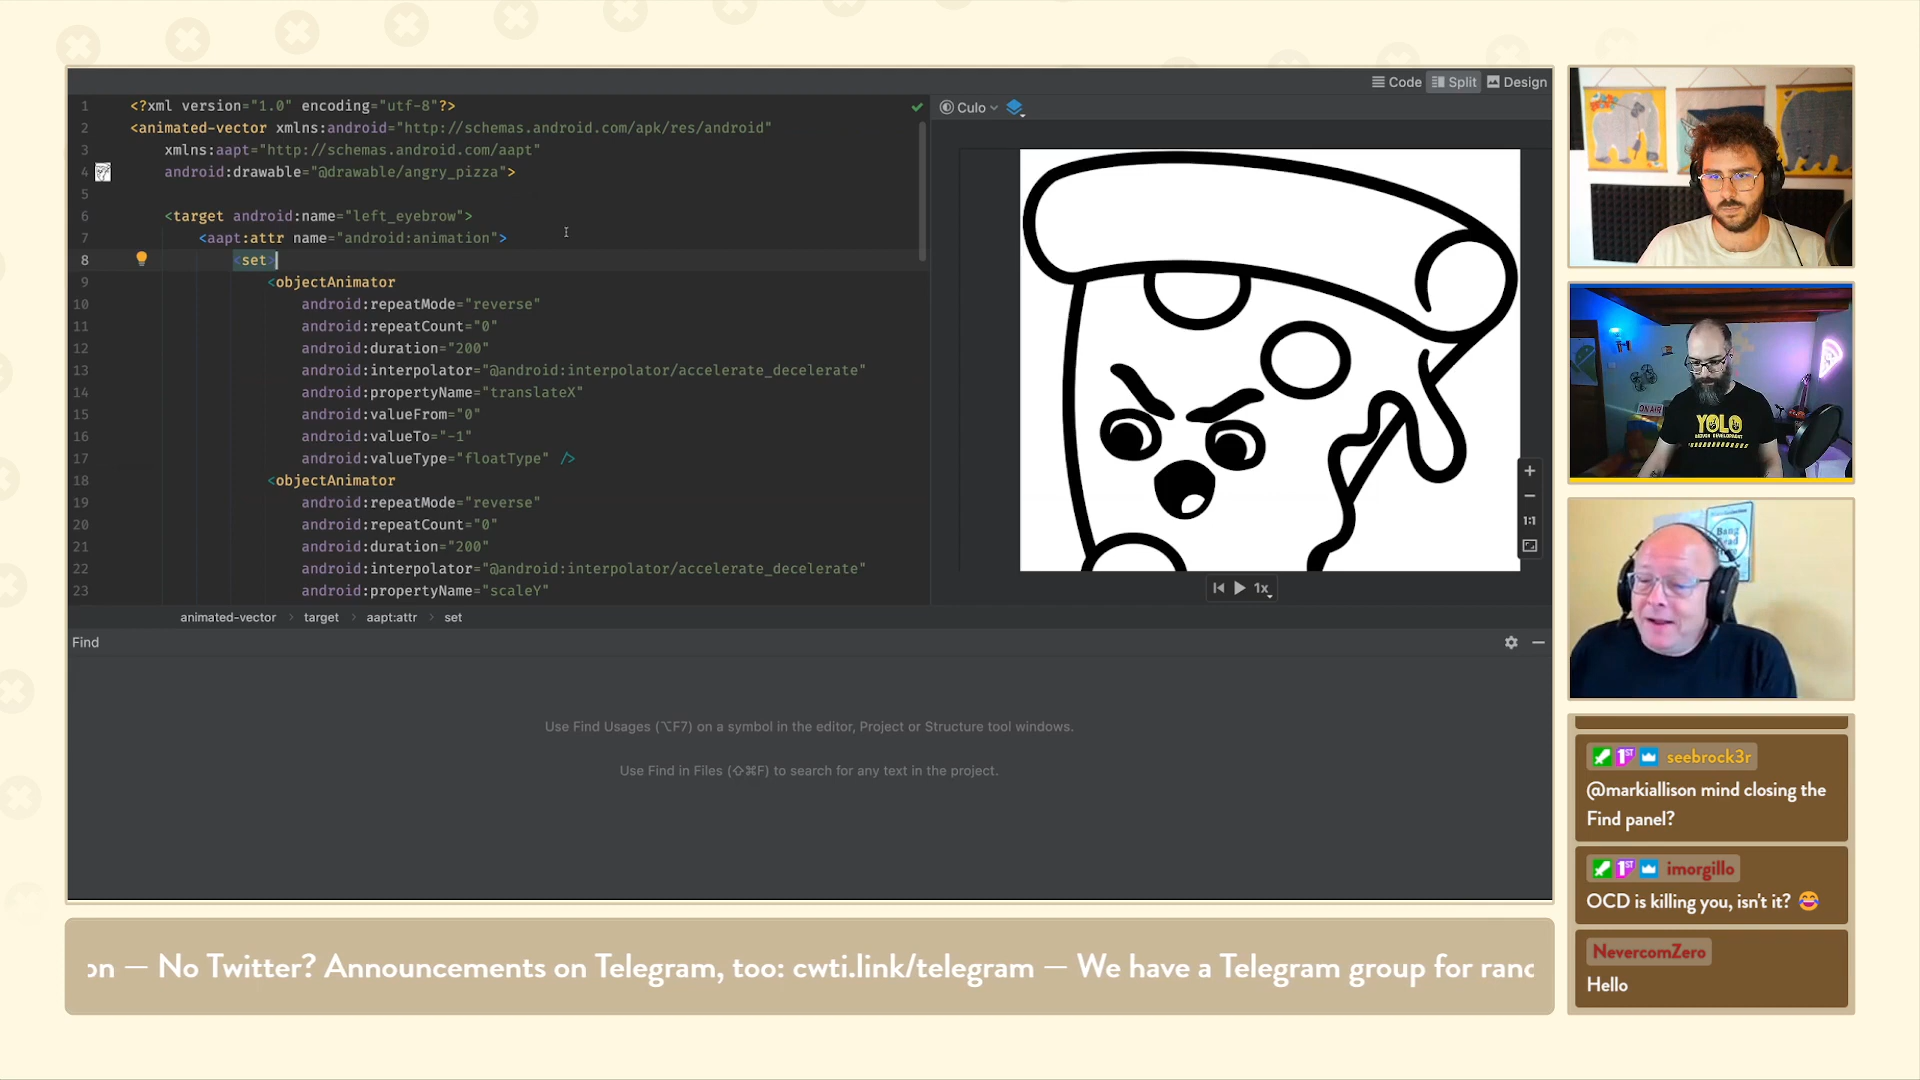 Code Split Design
1 <?xml version="1.0" encoding="utf-8"?>
2 <animated-vector xmlns:android="http://schemas.android.com/apk/res/android"
3 xmlns:aapt="http://schemas.android.com/aapt"
4 android:drawable="@drawable/angry_pizza">
5
6 <target android:name="left_eyebrow">
7 <aapt:attr name="android:animation">
8 <set>
9 <objectAnimator
10 android:repeatMode="reverse"
11 android:repeatCount="0"
12 android:duration="200"
13 android:interpolator="@android:interpolator/accelerate_decelerate"
14 android:propertyName="translateX"
15 android:valueFrom="0"
16 android:valueTo="-1"
17 android:valueType="floatType" />
18 <objectAnimator
19 android:repeatMode="reverse"
20 android:repeatCount="0"
21 android:duration="200"
22 android:interpolator="@android:interpolator/accelerate_decelerate"
23 android:propertyName="scaleY"
Culo
1:1
1x
animated-vector > target > aapt:attr > set
Find
Use Find Usages (⌥F7) on a symbol in the editor, Project or Structure tool windows.
Use Find in Files (⇧⌘F) to search for any text in the project.
ON AIR
YOLO
Bang
Head
1ST seebrock3r
@markiallison mind closing the
Find panel?
1ST imorgillo
OCD is killing you, isn't it? 😂
NevercomZero
Hello
on — No Twitter? Announcements on Telegram, too: cwti.link/telegram — We have a Telegram group for ranc